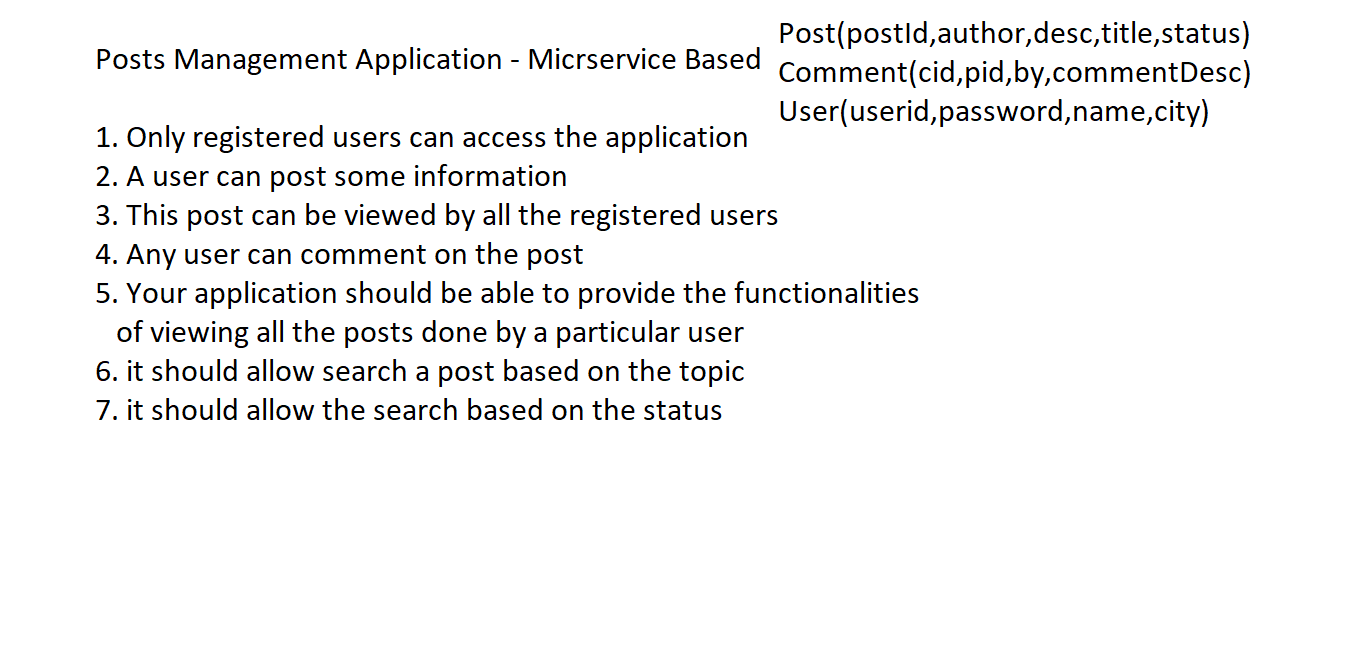 Posts Management Application - Micrservice Based
Post(postId,author,desc,title,status)
Comment(cid,pid,by,commentDesc)
User(userid,password,name,city)
1. Only registered users can access the application
2. A user can post some information
3. This post can be viewed by all the registered users
4. Any user can comment on the post
5. Your application should be able to provide the functionalities
of viewing all the posts done by a particular user
6. it should allow search a post based on the topic
7. it should allow the search based on the status